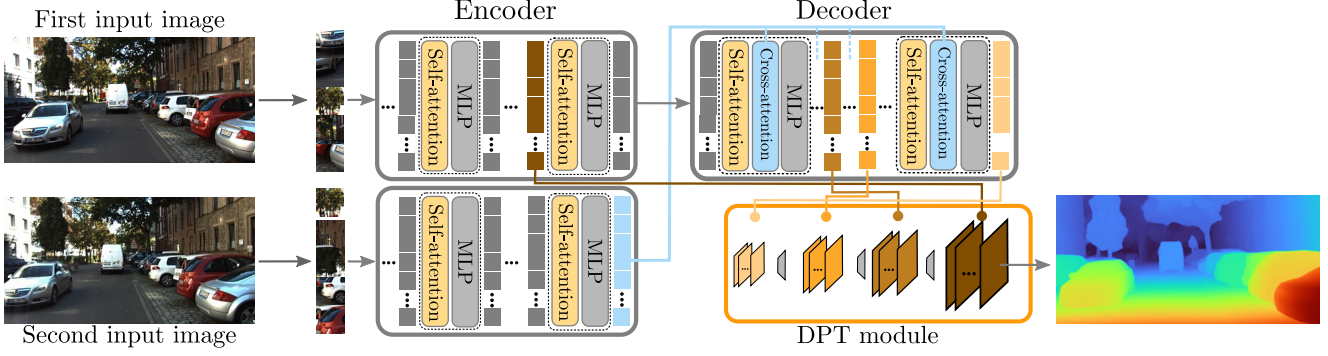 Encoder
Decoder
First input image
Self-attention
MLP
Self-attention
MLP
Self-attention
Cross-attention
MLP
Self-attention
Cross-attention
MLP
Self-attention
MLP
Self-attention
MLP
Second input image
DPT module